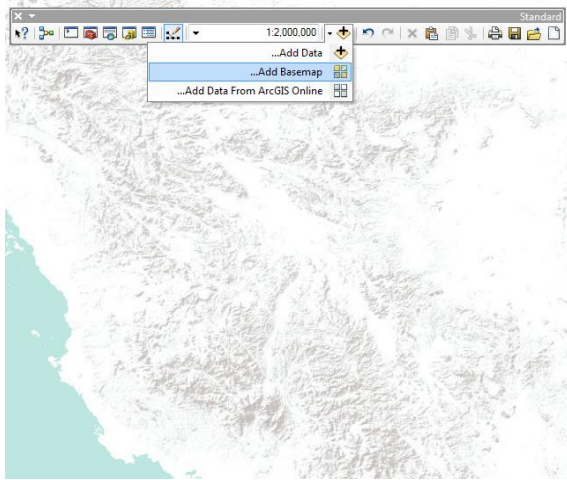 Standard
1:2,000,000
Add Data...
Add Basemap...
Add Data From ArcGIS Online...